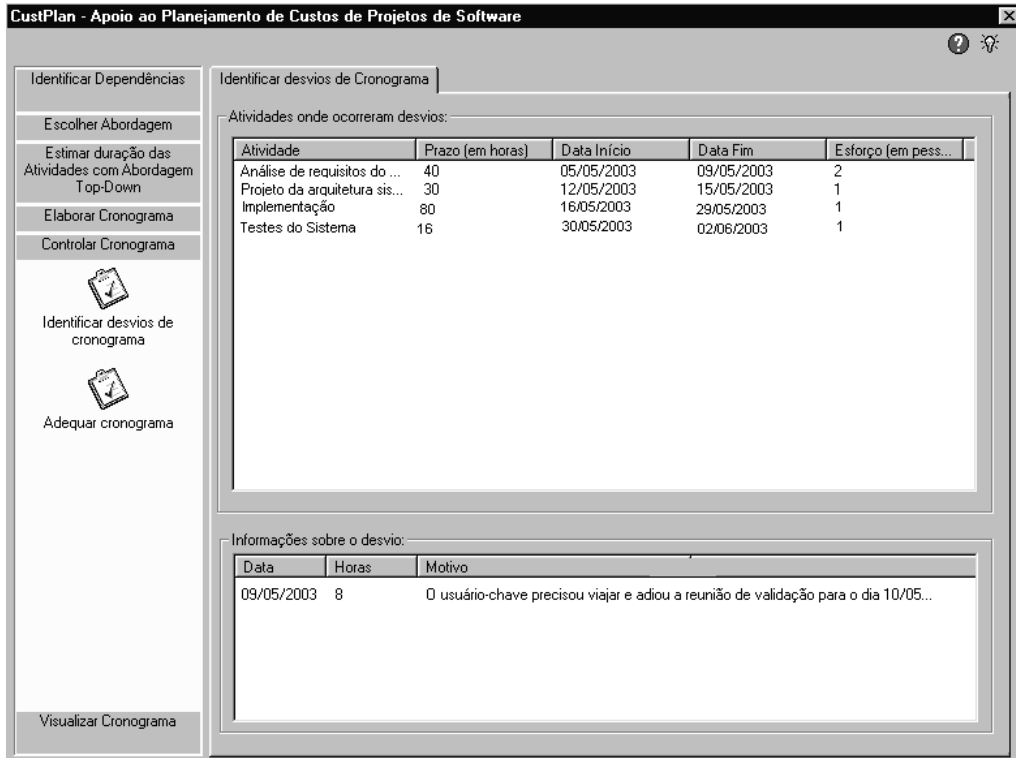 CustPlan - Apoio ao Planejamento de Custos de Projetos de Software
Identificar Dependências
Escolher Abordagem
Estimar duração das
Atividades com Abordagem
Top-Down
Elaborar Cronograma
Controlar Cronograma
Identificar desvios de
cronograma
Adequar cronograma
Visualizar Cronograma
Identificar desvios de Cronograma
Atividades onde ocorreram desvios:
Atividade Prazo (em horas) Data Início Data Fim Esforço (em pess...
Análise de requisitos do ... 40 05/05/2003 09/05/2003 2
Projeto da arquitetura sis... 30 12/05/2003 15/05/2003 1
Implementação 80 16/05/2003 29/05/2003 1
Testes do Sistema 16 30/05/2003 02/06/2003 1
Informações sobre o desvio:
Data Horas Motivo
09/05/2003 8 O usuário-chave precisou viajar e adiou a reunião de validação para o dia 10/05...